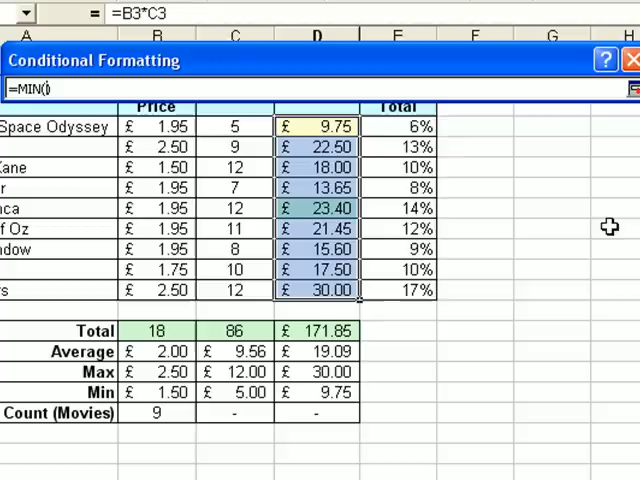 = =B3*C3
A B C D E F G H
Conditional Formatting ?
=MIN()
Price Total
Space Odyssey £ 1.95 5 £ 9.75 6%
£ 2.50 9 £ 22.50 13%
Kane £ 1.50 12 £ 18.00 10%
r £ 1.95 7 £ 13.65 8%
nca £ 1.95 12 £ 23.40 14%
of Oz £ 1.95 11 £ 21.45 12%
ndow £ 1.95 8 £ 15.60 9%
£ 1.75 10 £ 17.50 10%
s £ 2.50 12 £ 30.00 17%
Total 18 86 £ 171.85
Average £ 2.00 £ 9.56 £ 19.09
Max £ 2.50 £ 12.00 £ 30.00
Min £ 1.50 £ 5.00 £ 9.75
Count (Movies) 9 - -